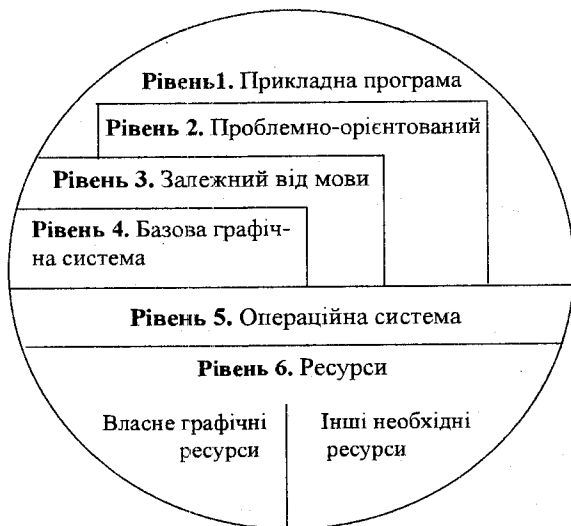 Рівень1. Прикладна програма
Рівень 2. Проблемно-орієнтований
Рівень 3. Залежний від мови
Рівень 4. Базова графіч-
на система
Рівень 5. Операційна система
Рівень 6. Ресурси
Власне графічні
ресурси
Інші необхідні
ресурси